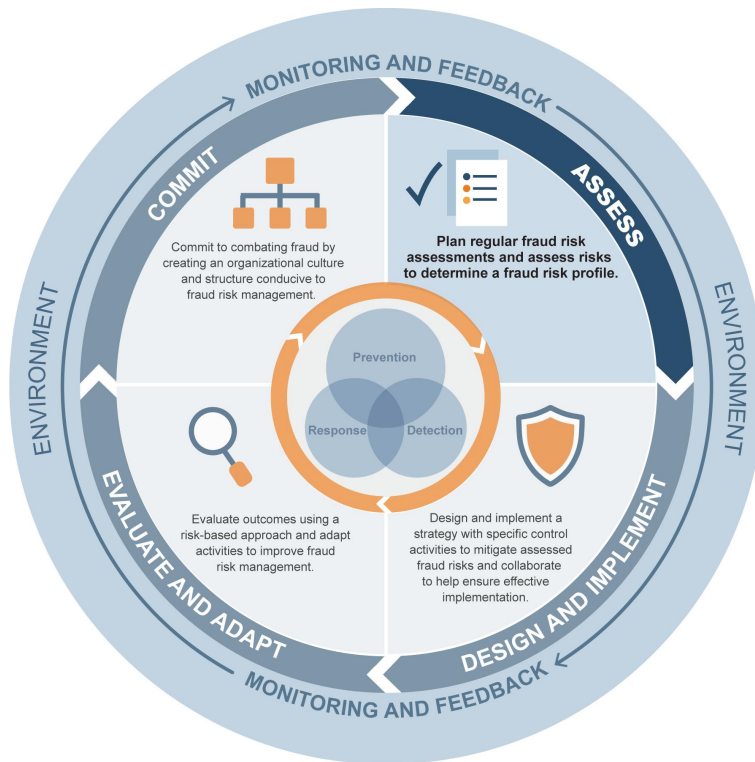 MONITORING AND FEEDBACK
COMMIT
ASSESS
Commit to combating fraud by
creating an organizational culture
and structure conducive to
fraud risk management.
Plan regular fraud risk
assessments and assess risks
to determine a fraud risk profile.
ENVIRONMENT
ENVIRONMENT
Prevention
Response
Detection
Evaluate outcomes using a
risk-based approach and adapt
activities to improve fraud
risk management.
Design and implement a
strategy with specific control
activities to mitigate assessed
fraud risks and collaborate
to help ensure effective
implementation.
EVALUATE AND ADAPT
DESIGN AND IMPLEMENT
MONITORING AND FEEDBACK